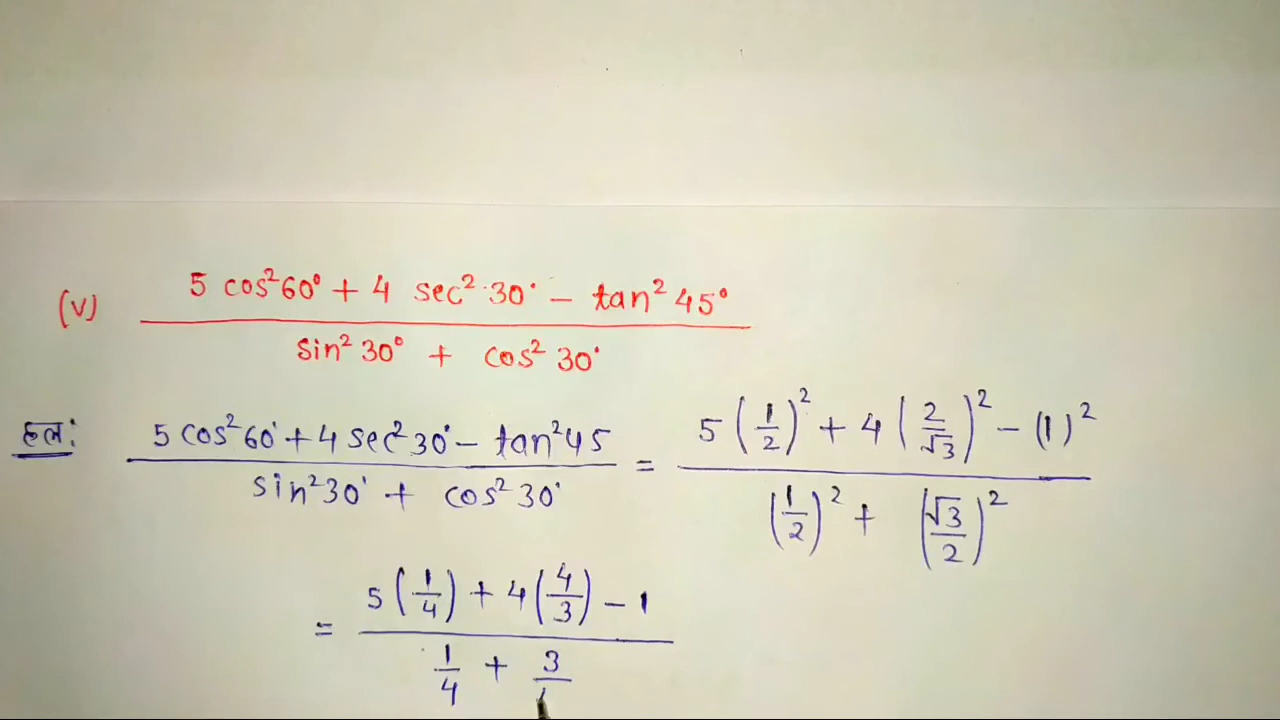 (v) 5 cos²60° + 4 sec²·30° − tan²45° / sin²30° + cos²30°
हलः 5 cos²60° + 4 sec²30° − tan²45 / sin²30° + cos²30° = 5(1/2)² + 4(2/√3)² − (1)² / (1/2)² + (√3/2)²
= 5(1/4) + 4(4/3) − 1 / 1/4 + 3/